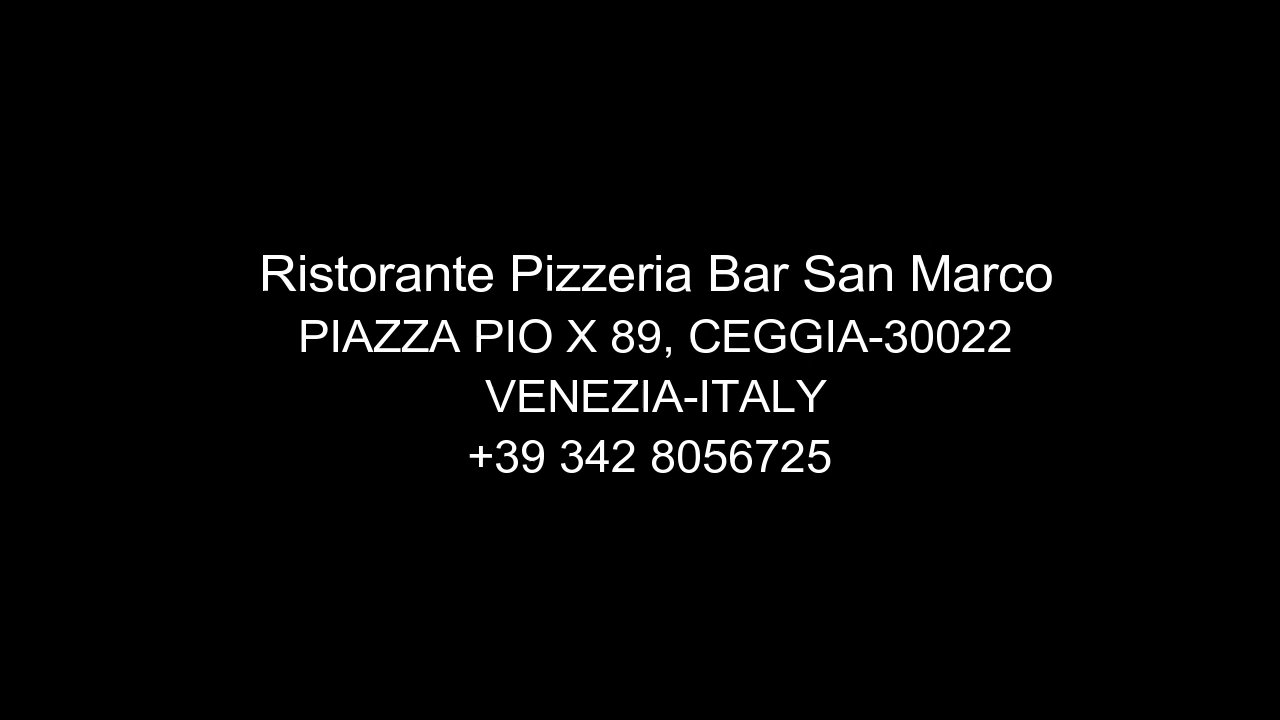 Ristorante Pizzeria Bar San Marco
PIAZZA PIO X 89, CEGGIA-30022
VENEZIA-ITALY
+39 342 8056725